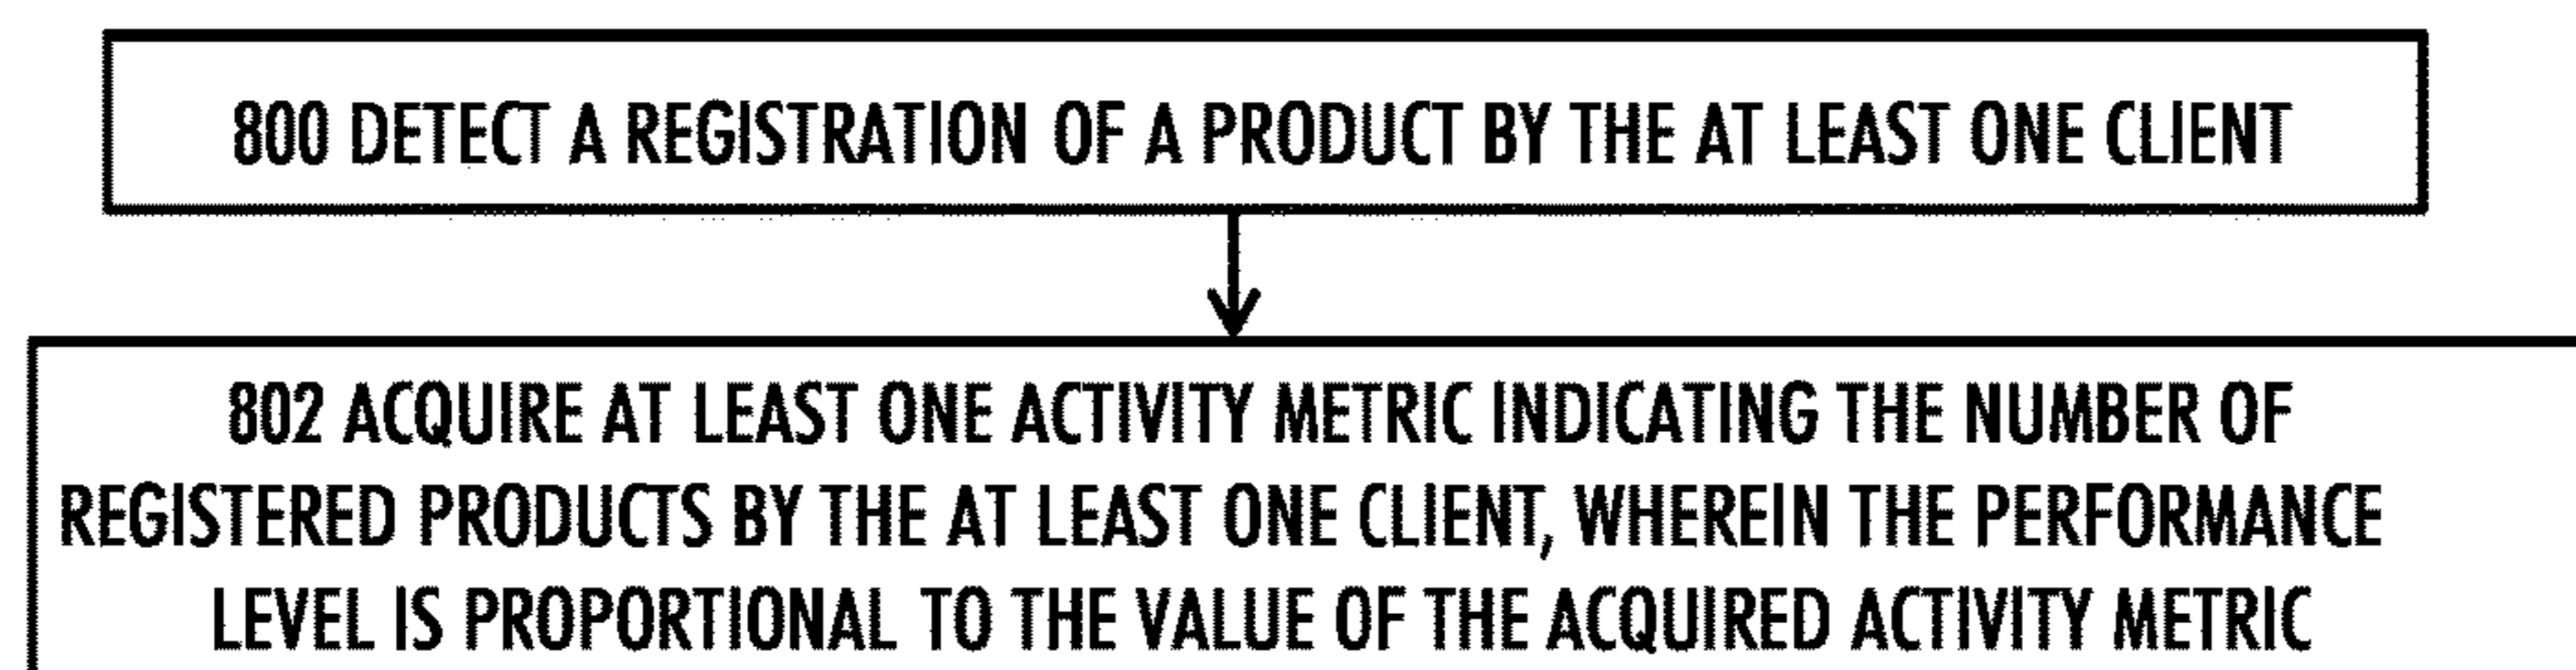 800 DETECT A REGISTRATION OF A PRODUCT BY THE AT LEAST ONE CLIENT
802 ACQUIRE AT LEAST ONE ACTIVITY METRIC INDICATING THE NUMBER OF
REGISTERED PRODUCTS BY THE AT LEAST ONE CLIENT, WHEREIN THE PERFORMANCE
LEVEL IS PROPORTIONAL TO THE VALUE OF THE ACQUIRED ACTIVITY METRIC